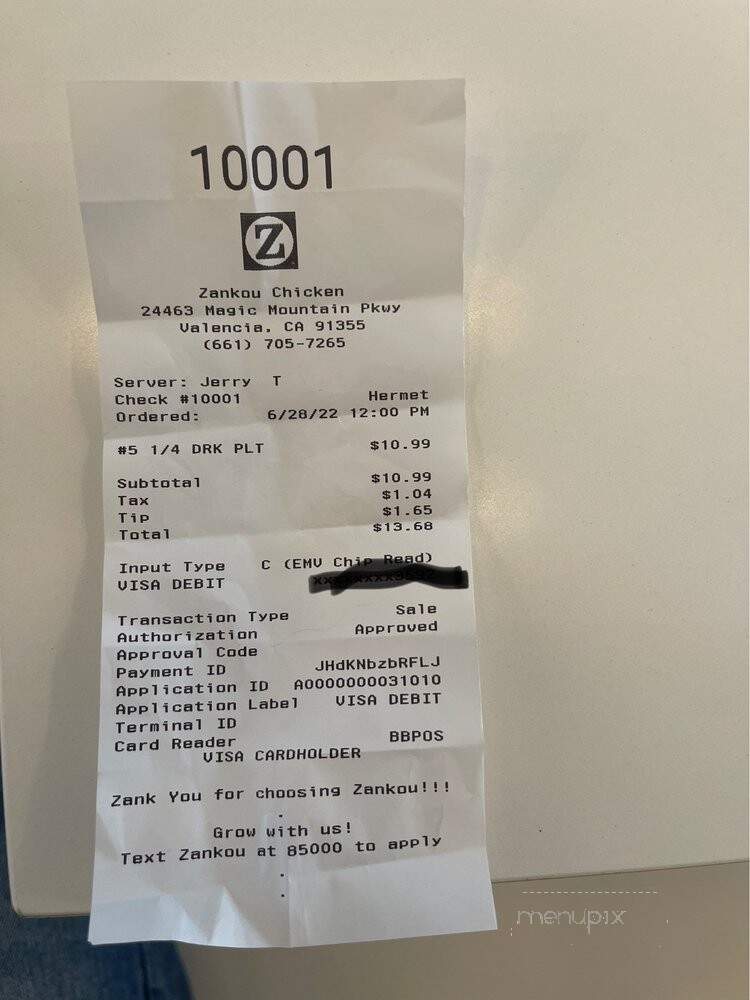 10001
Z
Zankou Chicken
24463 Magic Mountain Pkwy
Valencia, CA 91355
(661) 705-7265
Server: Jerry T
Check #10001 Hermet
Ordered: 6/28/22 12:00 PM
#5 1/4 DRK PLT $10.99
Subtotal $10.99
Tax $1.04
Tip $1.65
Total $13.68
Input Type C (EMV Chip Read)
VISA DEBIT
Transaction Type Sale
Authorization Approved
Approval Code
Payment ID JHdKNbzbRFLJ
Application ID A0000000031010
Application Label VISA DEBIT
Terminal ID
Card Reader BBPOS
VISA CARDHOLDER
Zank You for choosing Zankou!!!
.
Grow with us!
Text Zankou at 85000 to apply
.
.
menupix